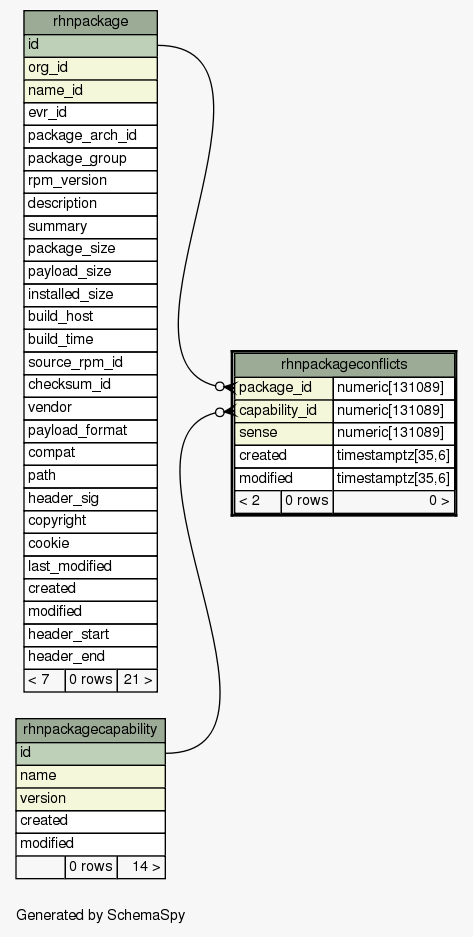 rhnpackage
id
org_id
name_id
evr_id
package_arch_id
package_group
rpm_version
description
summary
package_size
payload_size
installed_size
build_host
build_time
source_rpm_id
checksum_id
vendor
payload_format
compat
path
header_sig
copyright
cookie
last_modified
created
modified
header_start
header_end
< 7 0 rows 21 >
rhnpackageconflicts
package_id numeric[131089]
capability_id numeric[131089]
sense numeric[131089]
created timestamptz[35,6]
modified timestamptz[35,6]
< 2 0 rows 0 >
rhnpackagecapability
id
name
version
created
modified
0 rows 14 >
Generated by SchemaSpy